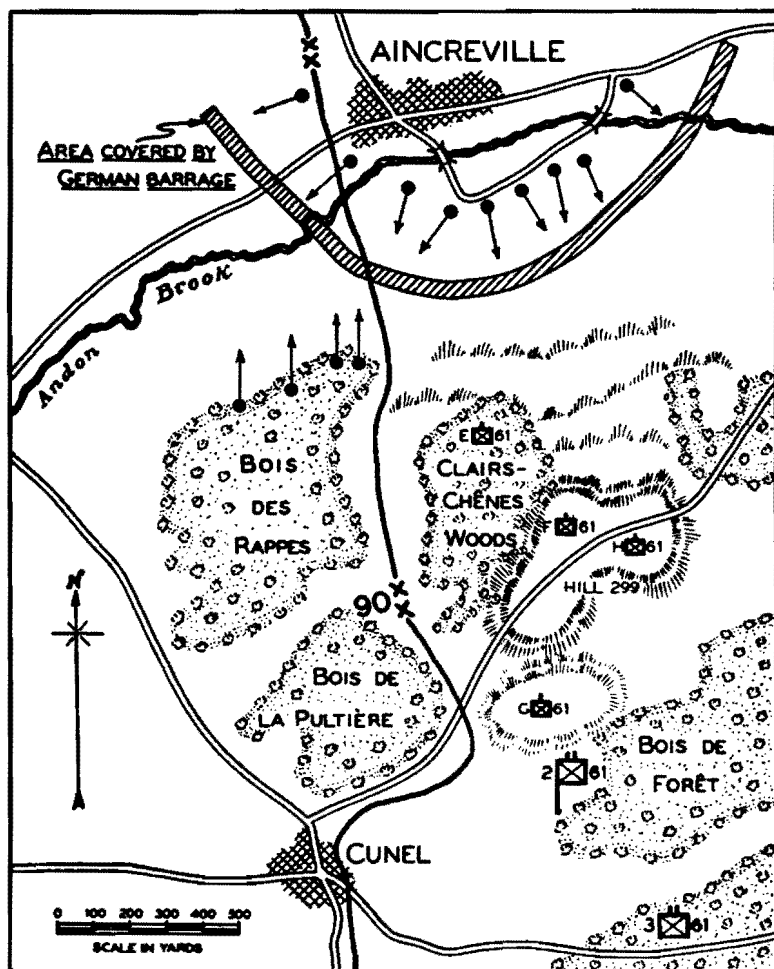 XX
AINCREVILLE
AREA COVERED BY
GERMAN BARRAGE
Andon Brook
E 61
BOIS
DES
RAPPES
CLAIRS-
CHÊNES
WOODS
F 61
H 61
HILL 299
N
90 XX
BOIS DE
LA PULTIÈRE
G 61
2 61
BOIS DE
FORÊT
CUNEL
3 61
0 100 200 300 400 500
SCALE IN YARDS